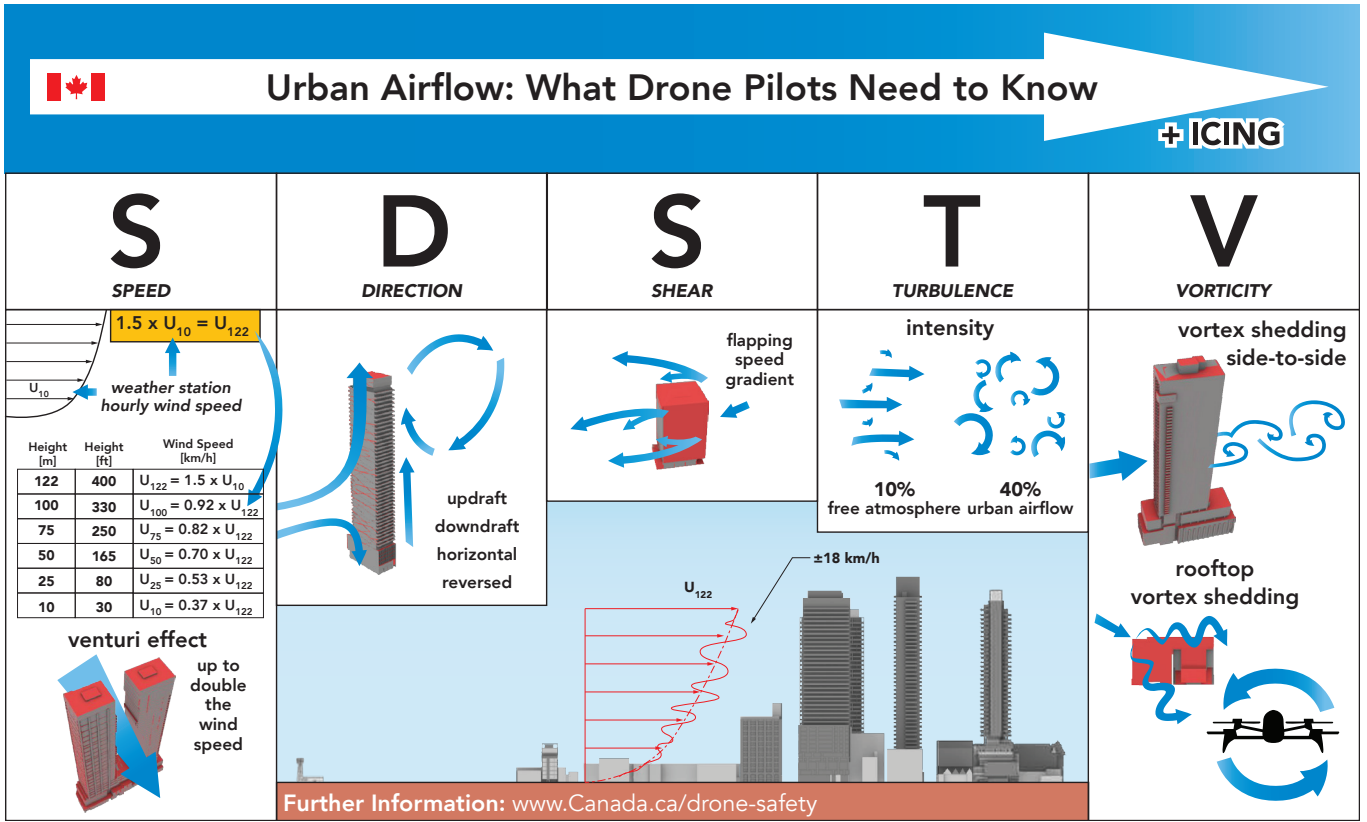 Urban Airflow: What Drone Pilots Need to Know
+ ICING
S
SPEED
1.5 x U10 = U122
U10
weather station
hourly wind speed
Height [m] Height [ft] Wind Speed [km/h]
122 400 U122 = 1.5 x U10
100 330 U100 = 0.92 x U122
75 250 U75 = 0.82 x U122
50 165 U50 = 0.70 x U122
25 80 U25 = 0.53 x U122
10 30 U10 = 0.37 x U122
venturi effect
up to
double
the
wind
speed
D
DIRECTION
updraft
downdraft
horizontal
reversed
S
SHEAR
flapping
speed
gradient
U122
±18 km/h
T
TURBULENCE
intensity
10%
free atmosphere
40%
urban airflow
V
VORTICITY
vortex shedding
side-to-side
rooftop
vortex shedding
Further Information: www.Canada.ca/drone-safety